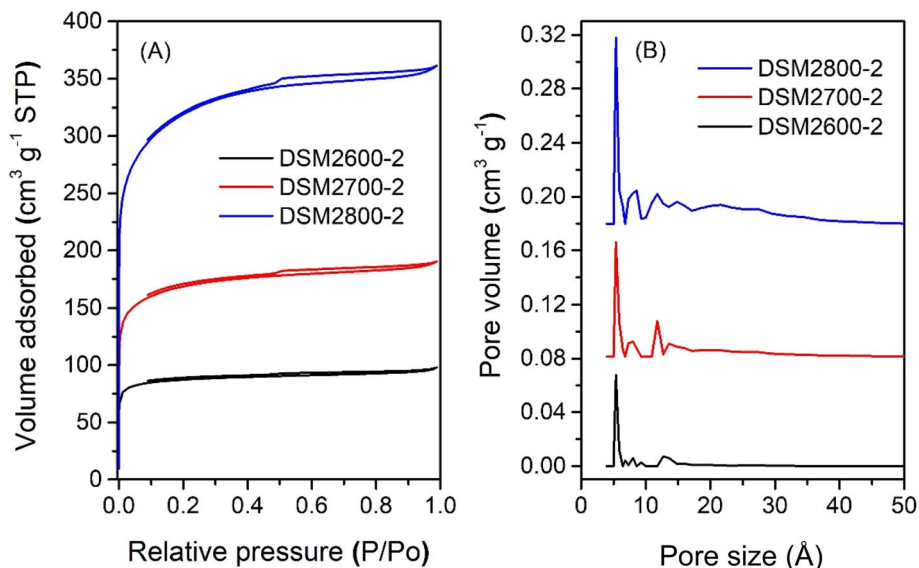 (A)
Volume adsorbed (cm³ g⁻¹ STP)
400
350
300
250
200
150
100
50
0
DSM2600-2
DSM2700-2
DSM2800-2
0.0 0.2 0.4 0.6 0.8 1.0
Relative pressure (P/Po)
(B)
Pore volume (cm³ g⁻¹)
0.32
0.28
0.20
0.16
0.12
0.08
0.04
0.00
DSM2800-2
DSM2700-2
DSM2600-2
0 10 20 30 40 50
Pore size (Å)